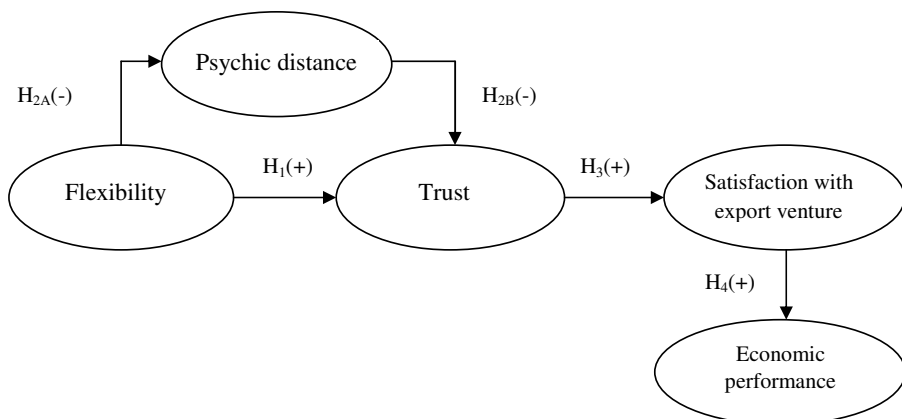 Psychic distance
H2A(-)
H2B(-)
Flexibility
H1(+)
Trust
H3(+)
Satisfaction with
export venture
H4(+)
Economic
performance